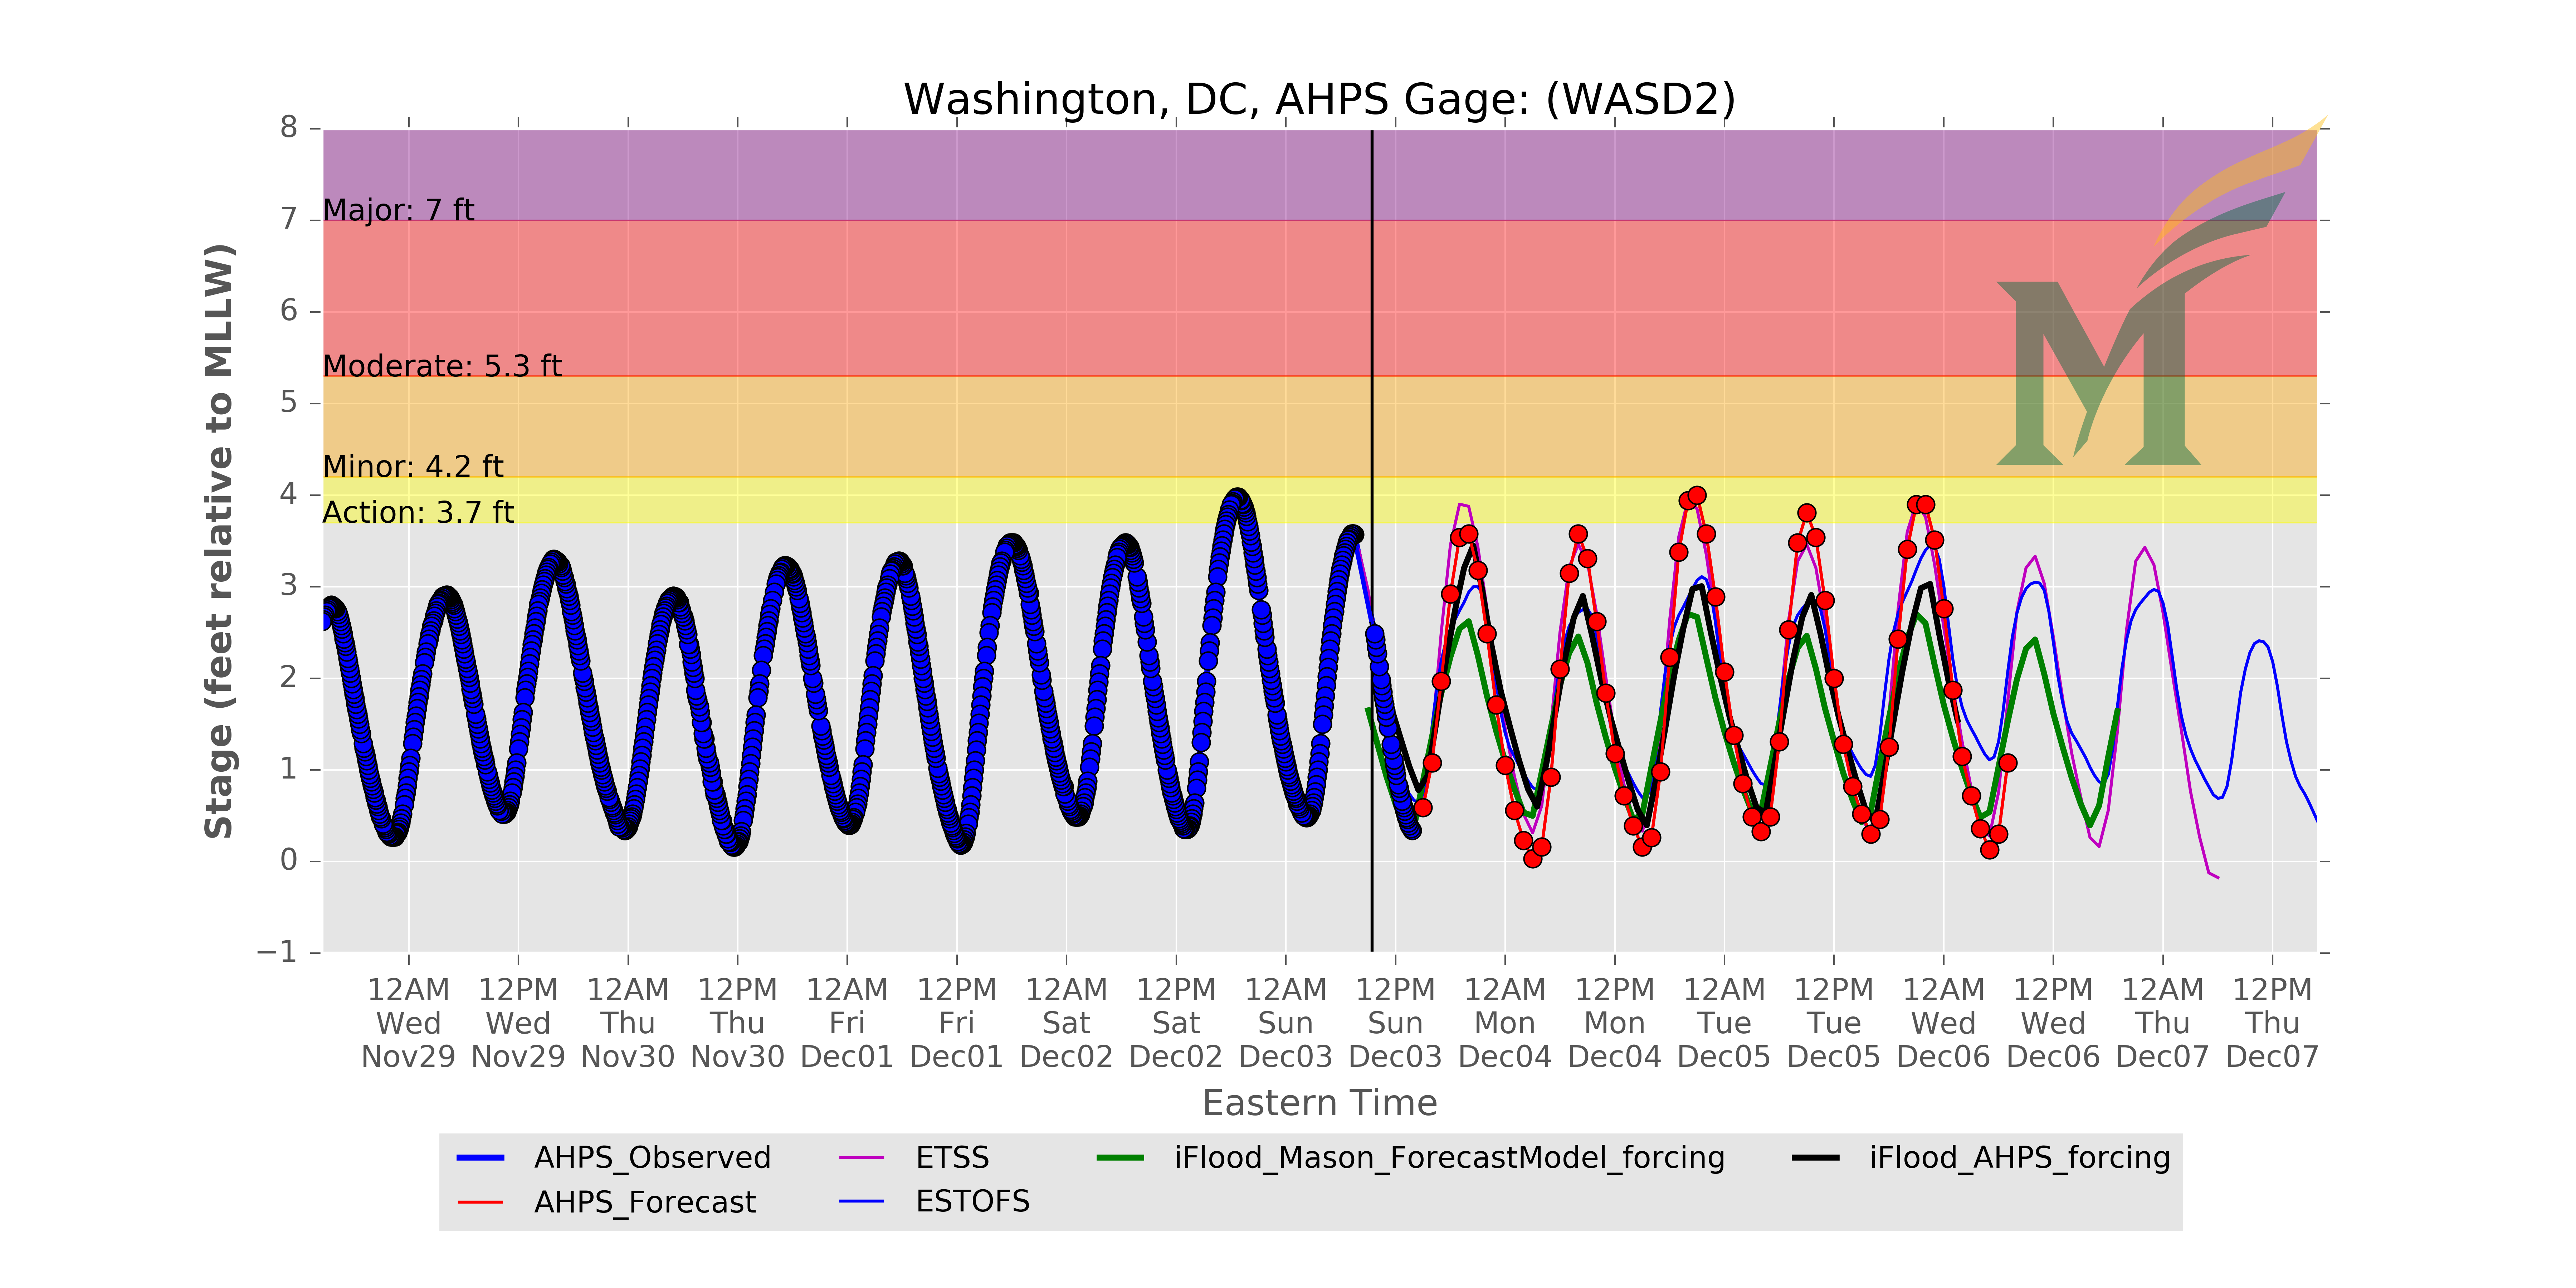 Washington, DC, AHPS Gage: (WASD2)
8
7
6
5
4
3
2
1
0
−1
Stage (feet relative to MLLW)
Major: 7 ft
Moderate: 5.3 ft
Minor: 4.2 ft
Action: 3.7 ft
12AM 12PM 12AM 12PM 12AM 12PM 12AM 12PM 12AM 12PM 12AM 12PM 12AM 12PM 12AM 12PM 12AM 12PM
Wed Wed Thu Thu Fri Fri Sat Sat Sun Sun Mon Mon Tue Tue Wed Wed Thu Thu
Nov29 Nov29 Nov30 Nov30 Dec01 Dec01 Dec02 Dec02 Dec03 Dec03 Dec04 Dec04 Dec05 Dec05 Dec06 Dec06 Dec07 Dec07
Eastern Time
AHPS_Observed ETSS iFlood_Mason_ForecastModel_forcing iFlood_AHPS_forcing
AHPS_Forecast ESTOFS
M